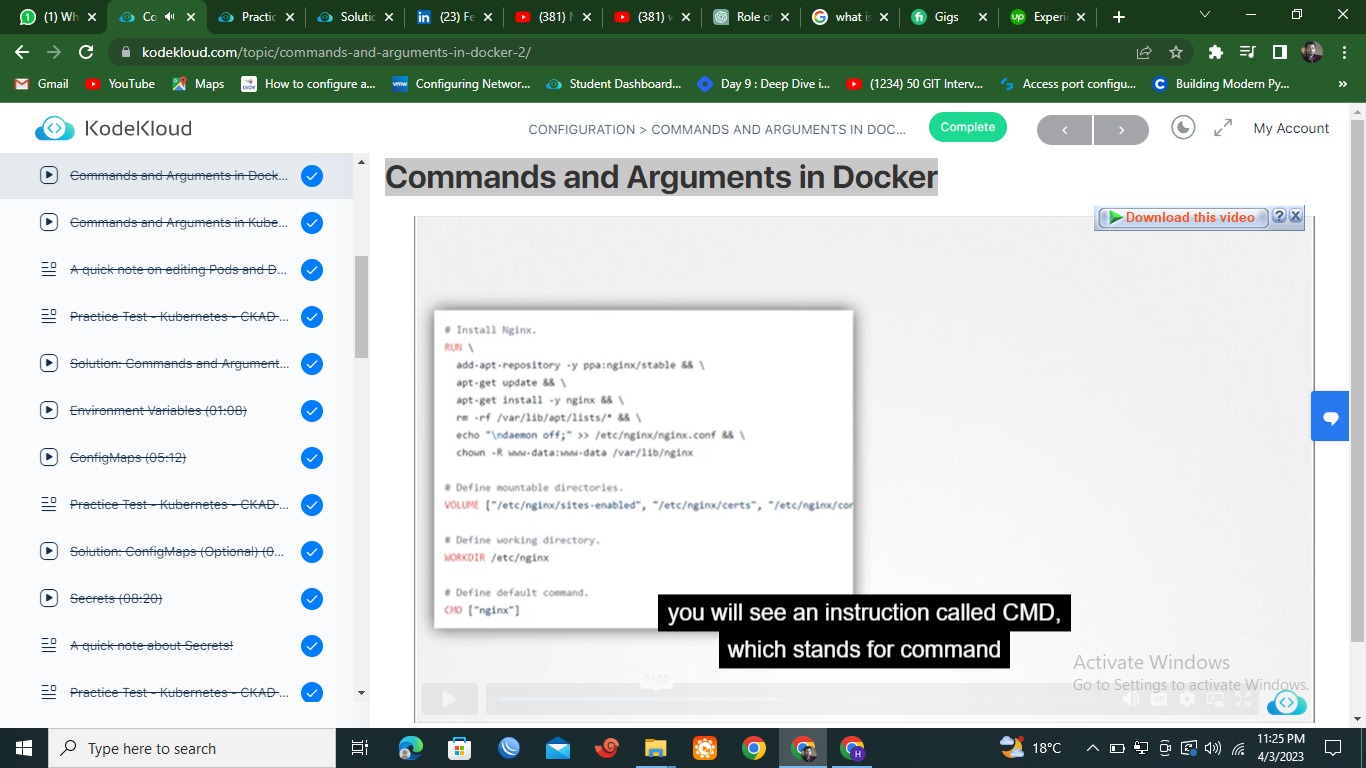 (1) Wh
Co
Practic
Solutic
(23) Fe
(381) N
(381) w
Role of
what is
Gigs
Experi
kodekloud.com/topic/commands-and-arguments-in-docker-2/
Gmail
YouTube
Maps
How to configure a...
Configuring Networ...
Student Dashboard...
Day 9 : Deep Dive i...
(1234) 50 GIT Interv...
Access port configu...
Building Modern Py...
KodeKloud
CONFIGURATION > COMMANDS AND ARGUMENTS IN DOC...
Complete
My Account
Commands and Arguments in Dock...
Commands and Arguments in Kube...
A quick note on editing Pods and D...
Practice Test - Kubernetes - CKAD ...
Solution: Commands and Argument...
Environment Variables (01:08)
ConfigMaps (05:12)
Practice Test - Kubernetes - CKAD ...
Solution: ConfigMaps (Optional) (0...
Secrets (08:20)
A quick note about Secrets!
Practice Test - Kubernetes - CKAD ...
Commands and Arguments in Docker
Download this video
# Install Nginx.
RUN \
add-apt-repository -y ppa:nginx/stable && \
apt-get update && \
apt-get install -y nginx && \
rm -rf /var/lib/apt/lists/* && \
echo "\ndaemon off;" >> /etc/nginx/nginx.conf && \
chown -R www-data:www-data /var/lib/nginx
# Define mountable directories.
VOLUME ["/etc/nginx/sites-enabled", "/etc/nginx/certs", "/etc/nginx/cor
# Define working directory.
WORKDIR /etc/nginx
# Define default command.
CMD ["nginx"]
you will see an instruction called CMD,
which stands for command
Activate Windows
Go to Settings to activate Windows.
Type here to search
18°C
11:25 PM
4/3/2023